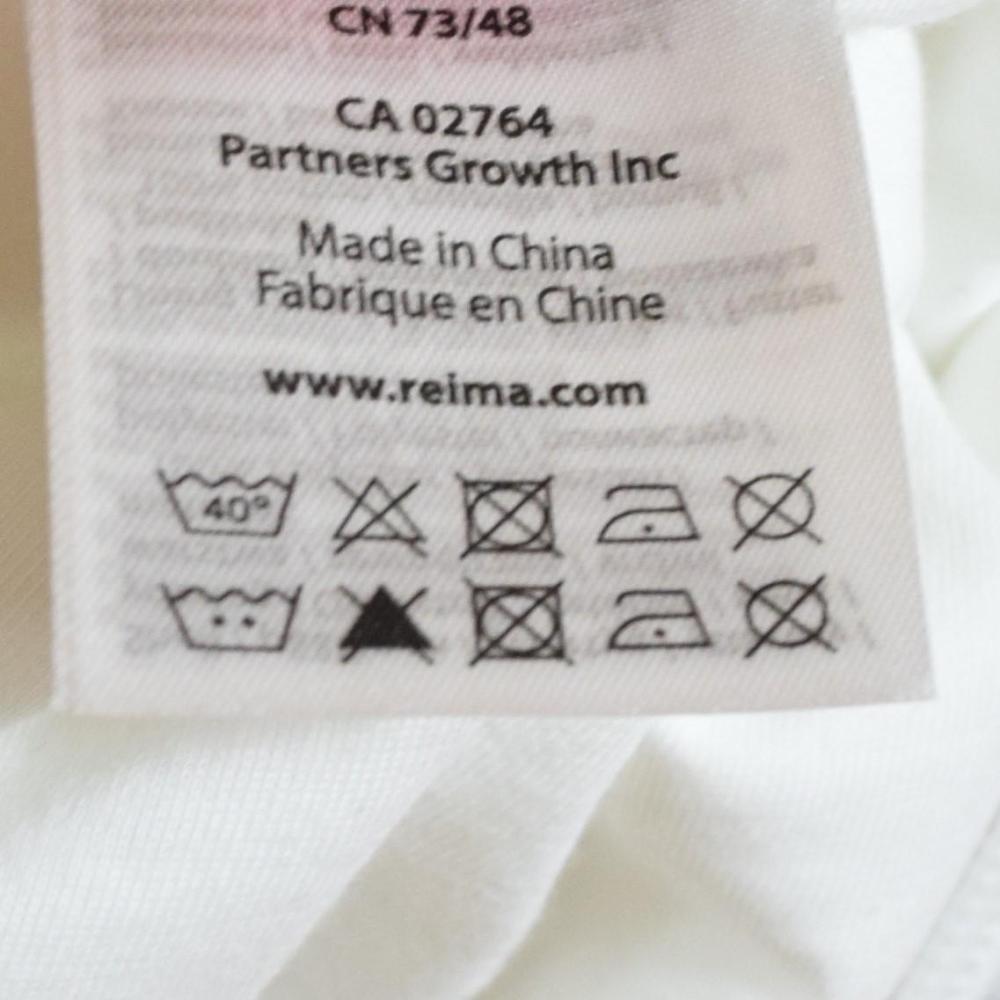 CN 73/48
CA 02764
Partners Growth Inc
Made in China
Fabrique en Chine
www.reima.com
40°